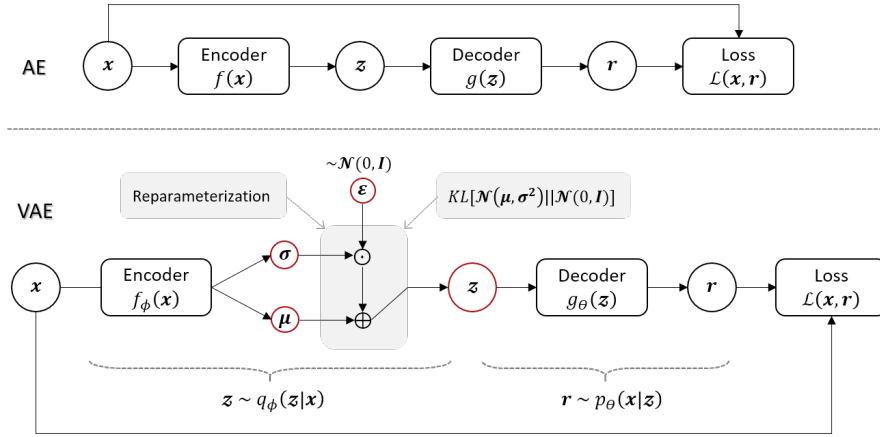 AE
x
Encoder
f(x)
z
Decoder
g(z)
r
Loss
ℒ(x, r)
VAE
Reparameterization
~𝒩(0, I)
ε
KL[𝒩(μ, σ²)||𝒩(0, I)]
x
Encoder
f_ϕ(x)
σ
μ
z
Decoder
g_θ(z)
r
Loss
ℒ(x, r)
z ~ q_ϕ(z|x)
r ~ p_θ(x|z)